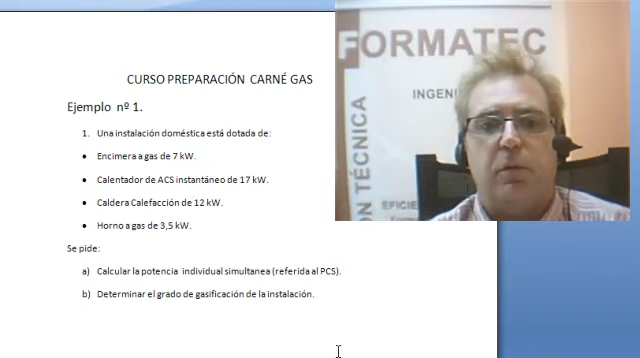 CURSO PREPARACIÓN CARNÉ GAS
Ejemplo nº 1.
1. Una instalación doméstica está dotada de:
• Encimera a gas de 7 kW.
• Calentador de ACS instantáneo de 17 kW.
• Caldera Calefacción de 12 kW.
• Horno a gas de 3,5 kW.
Se pide:
a) Calcular la potencia individual simultanea (referida al PCS).
b) Determinar el grado de gasificación de la instalación.
FORMATEC
INGENI
ÓN TÉCNICA
EFICIE